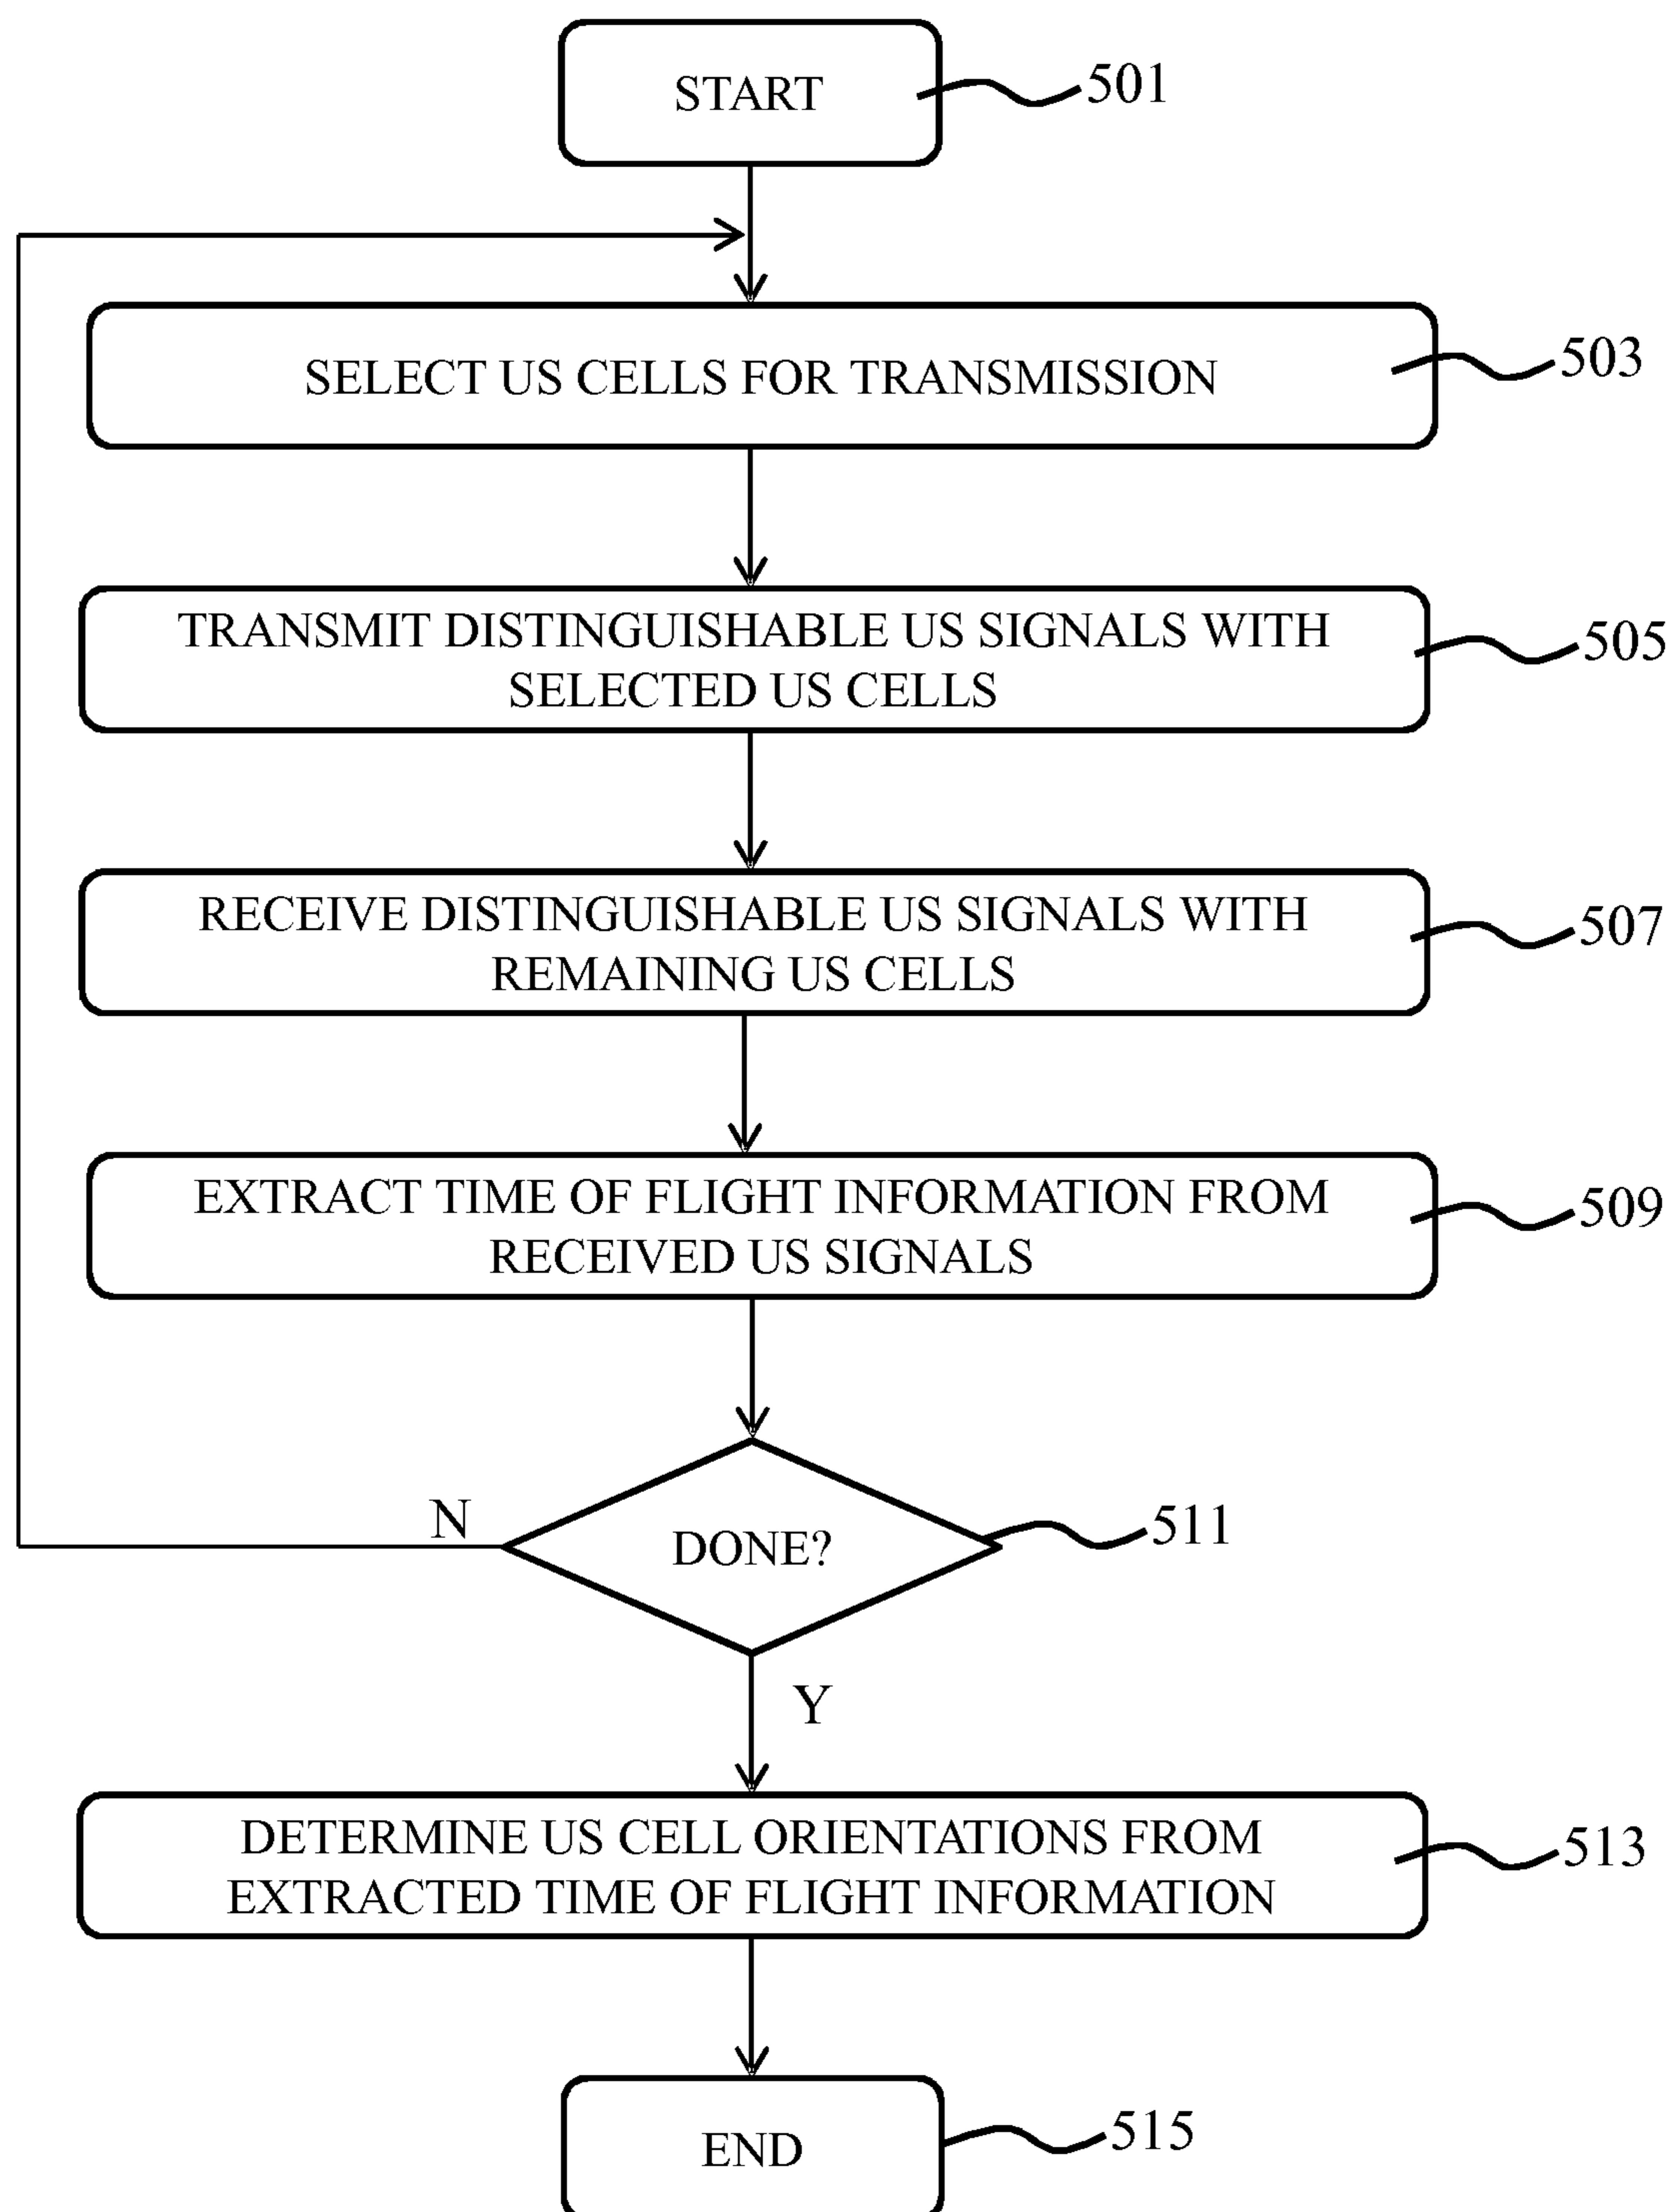 START
501
SELECT US CELLS FOR TRANSMISSION
503
TRANSMIT DISTINGUISHABLE US SIGNALS WITH
SELECTED US CELLS
505
RECEIVE DISTINGUISHABLE US SIGNALS WITH
REMAINING US CELLS
507
EXTRACT TIME OF FLIGHT INFORMATION FROM
RECEIVED US SIGNALS
509
N
DONE?
511
Y
DETERMINE US CELL ORIENTATIONS FROM
EXTRACTED TIME OF FLIGHT INFORMATION
513
END
515